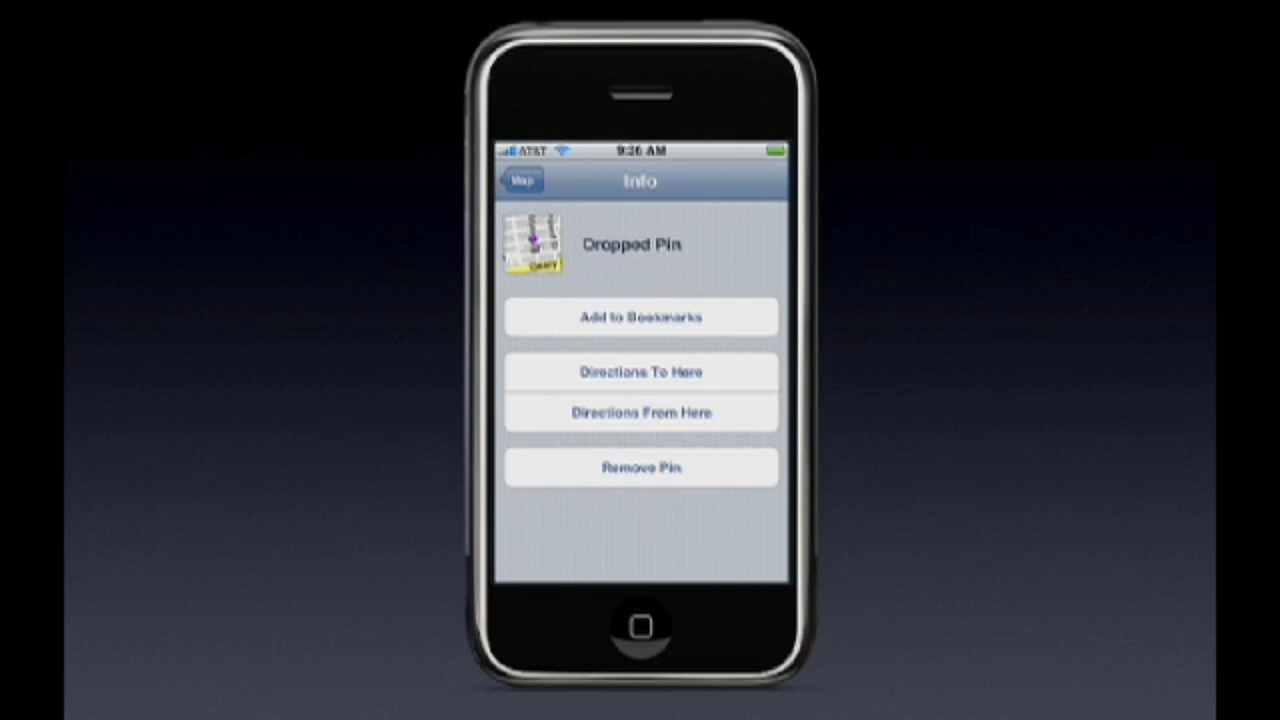 AT&T
9:26 AM
Map
Info
Dropped Pin
Add to Bookmarks
Directions To Here
Directions From Here
Remove Pin